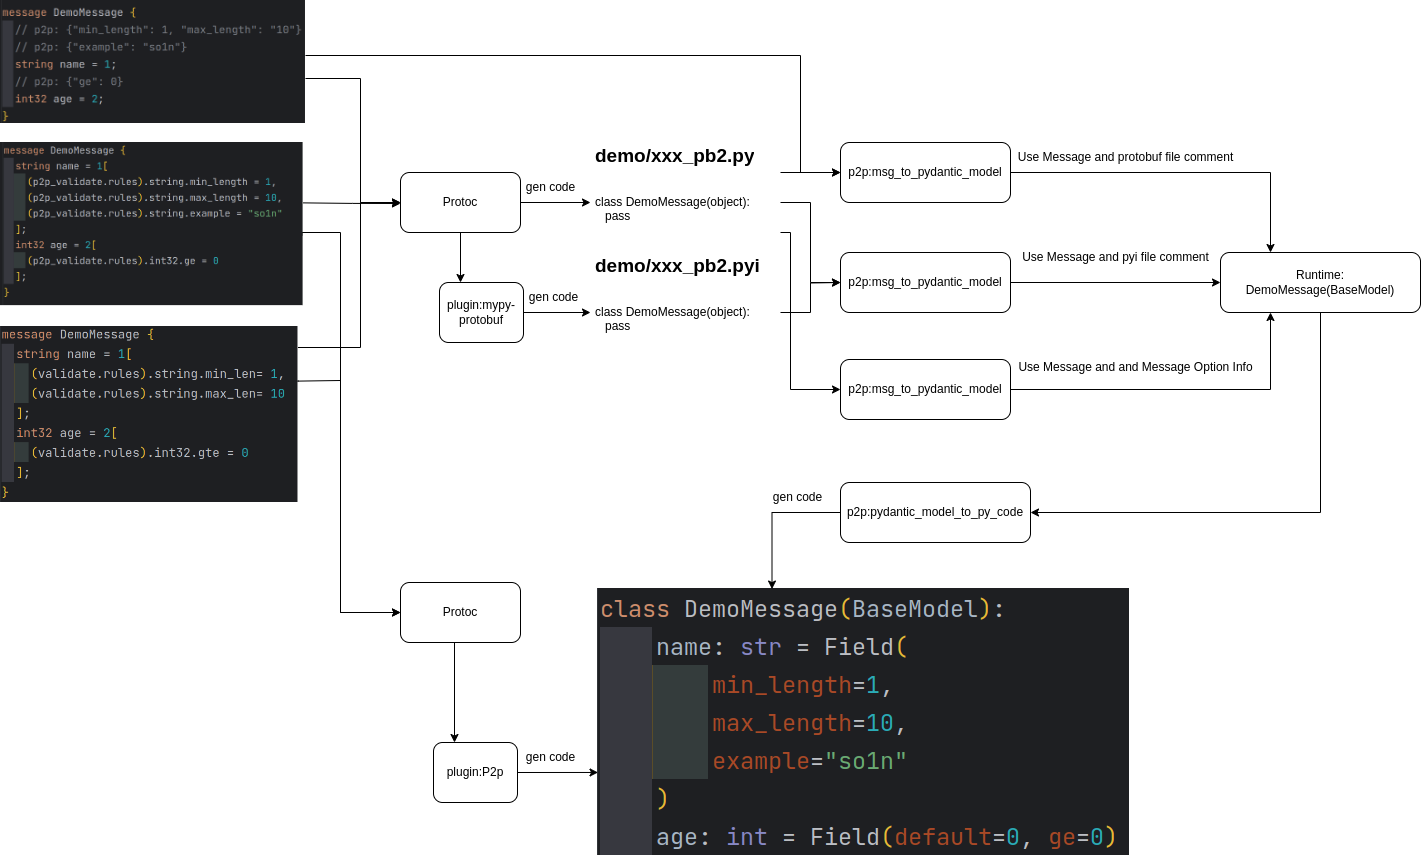 message DemoMessage {
// p2p: {"min_length": 1, "max_length": "10"}
// p2p: {"example": "so1n"}
string name = 1;
// p2p: {"ge": 0}
int32 age = 2;
}
message DemoMessage {
string name = 1[
(p2p_validate.rules).string.min_length = 1,
(p2p_validate.rules).string.max_length = 10,
(p2p_validate.rules).string.example = "so1n"
];
int32 age = 2[
(p2p_validate.rules).int32.ge = 0
];
}
message DemoMessage {
string name = 1[
(validate.rules).string.min_len= 1,
(validate.rules).string.max_len= 10
];
int32 age = 2[
(validate.rules).int32.gte = 0
];
}
Protoc
gen code
demo/xxx_pb2.py
class DemoMessage(object):
pass
plugin:mypy-
protobuf
gen code
demo/xxx_pb2.pyi
class DemoMessage(object):
pass
p2p:msg_to_pydantic_model
Use Message and protobuf file comment
p2p:msg_to_pydantic_model
Use Message and pyi file comment
p2p:msg_to_pydantic_model
Use Message and and Message Option Info
Runtime:
DemoMessage(BaseModel)
p2p:pydantic_model_to_py_code
gen code
Protoc
plugin:P2p
gen code
class DemoMessage(BaseModel):
name: str = Field(
min_length=1,
max_length=10,
example="so1n"
)
age: int = Field(default=0, ge=0)